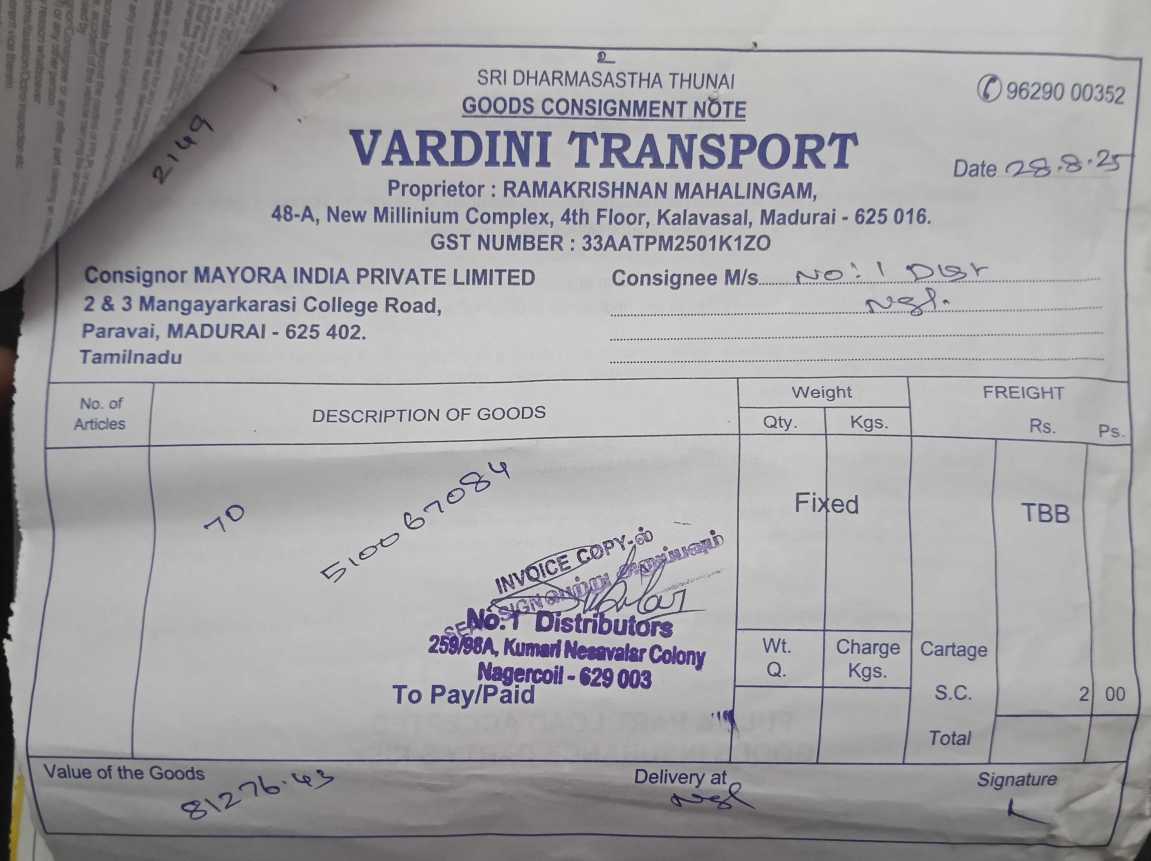 2
SRI DHARMASASTHA THUNAI
GOODS CONSIGNMENT NOTE
96290 00352
2149
VARDINI TRANSPORT
Date 28.8.25
Proprietor : RAMAKRISHNAN MAHALINGAM,
48-A, New Millinium Complex, 4th Floor, Kalavasal, Madurai - 625 016.
GST NUMBER : 33AATPM2501K1ZO
Consignor MAYORA INDIA PRIVATE LIMITED
2 & 3 Mangayarkarasi College Road,
Paravai, MADURAI - 625 402.
Tamilnadu
Consignee M/s. No: 1 Dist
Ngl.
No. of Articles
DESCRIPTION OF GOODS
Weight
Qty. Kgs.
FREIGHT
Rs. Ps.
70
510067084
Fixed
TBB
INVOICE COPY-ல்
SEAL SIGN
No:1 Distributors
259/98A, Kumari Nesavalar Colony
Nagercoil - 629 003
To Pay/Paid
Wt. Q.
Charge Kgs.
Cartage
S.C. 2 00
Total
Value of the Goods 81276.43
Delivery at Ngl
Signature